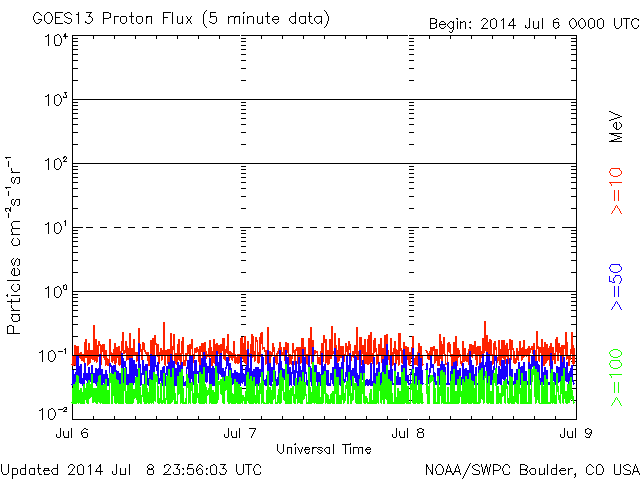 GOES13 Proton Flux (5 minute data)
Begin: 2014 Jul 6 0000 UTC
Particles cm⁻²s⁻¹sr⁻¹
10⁴
10³
10²
10¹
10⁰
10⁻¹
10⁻²
Jul 6
Jul 7
Jul 8
Jul 9
Universal Time
MeV
>=10
>=50
>=100
Updated 2014 Jul 8 23:56:03 UTC
NOAA/SWPC Boulder, CO USA